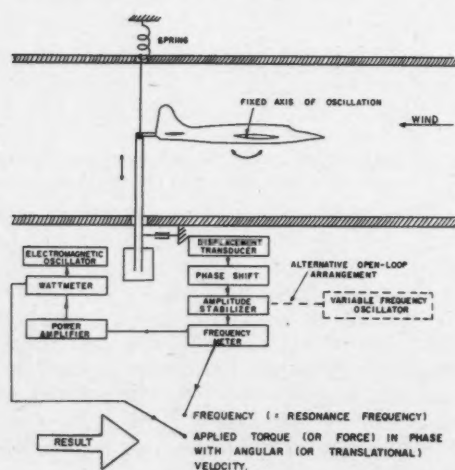 SPRING
FIXED AXIS OF OSCILLATION
WIND
DISPLACEMENT
TRANSDUCER
ELECTROMAGNETIC
OSCILLATOR
ALTERNATIVE OPEN-LOOP
ARRANGEMENT
PHASE SHIFT
WATTMETER
AMPLITUDE
STABILIZER
VARIABLE FREQUENCY
OSCILLATOR
POWER
AMPLIFIER
FREQUENCY
METER
• FREQUENCY (= RESONANCE FREQUENCY)
RESULT
• APPLIED TORQUE (OR FORCE) IN PHASE
WITH ANGULAR (OR TRANSLATIONAL)
VELOCITY.